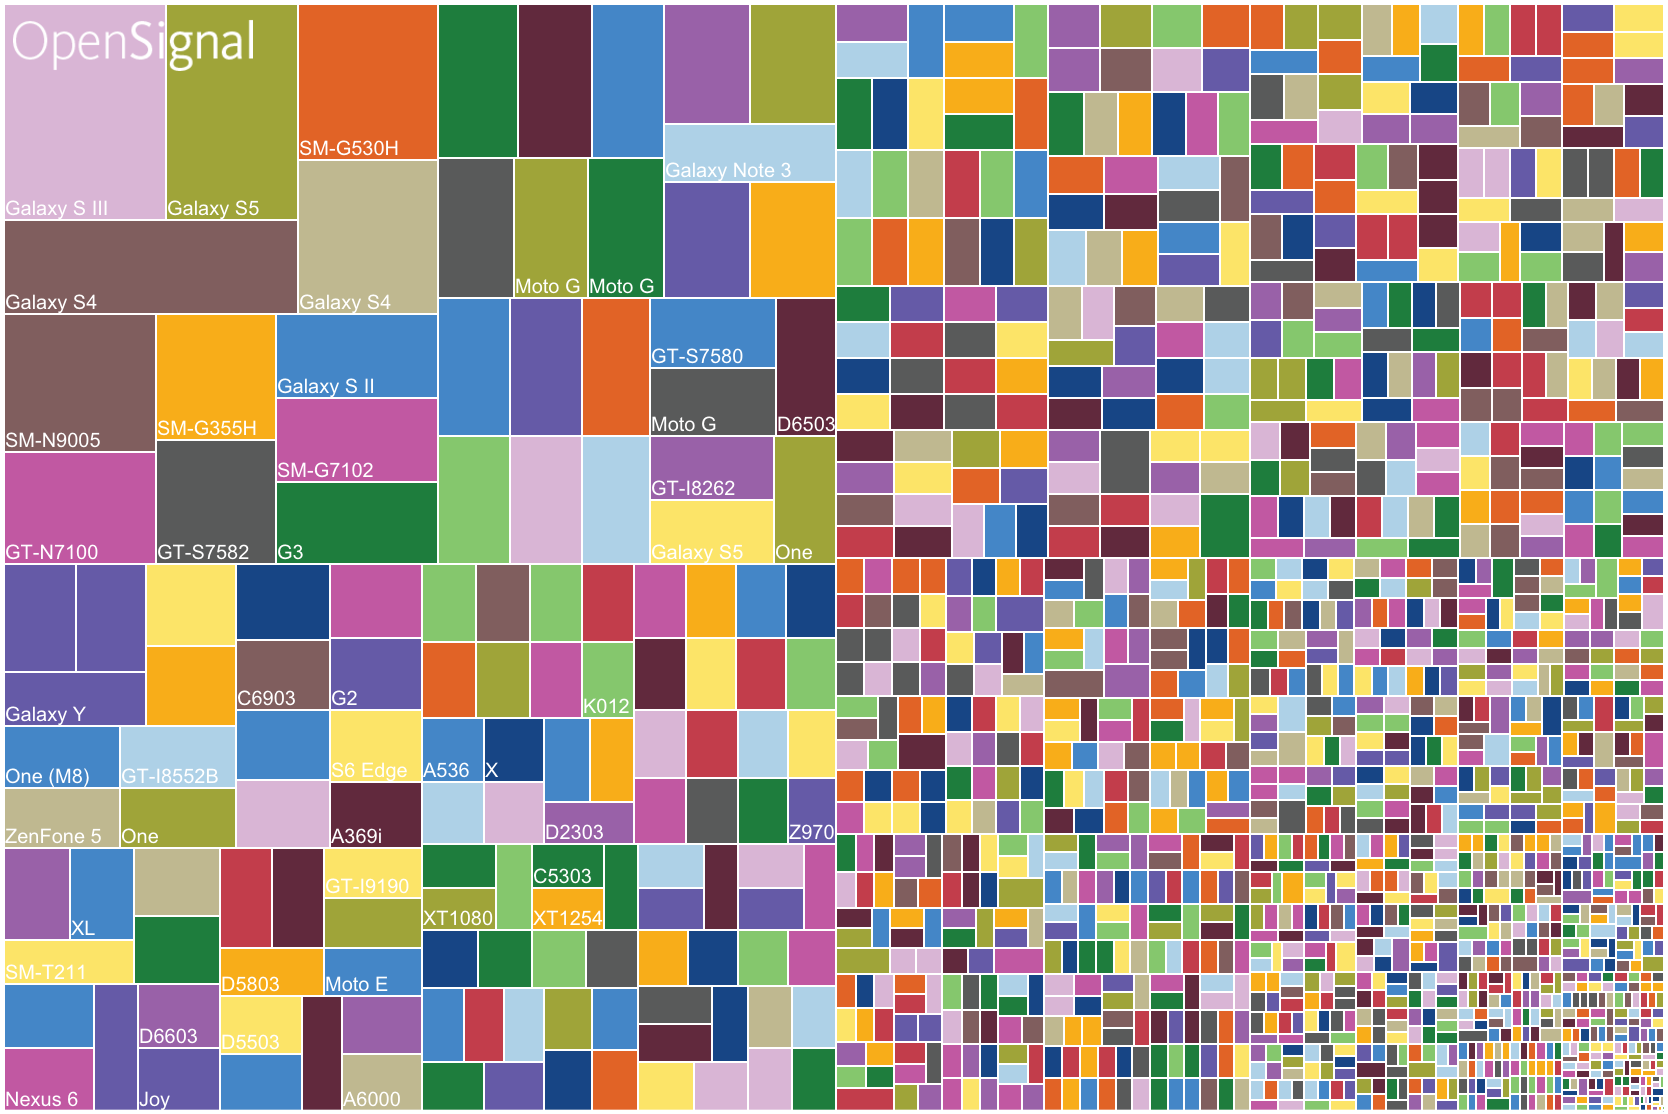 OpenSignal
Galaxy S III
Galaxy S5
SM-G530H
Galaxy Note 3
Galaxy S4
Galaxy S4
Moto G
Moto G
SM-N9005
SM-G355H
Galaxy S II
GT-S7580
Moto G
D6503
SM-G7102
GT-I8262
GT-N7100
GT-S7582
G3
Galaxy S5
One
Galaxy Y
C6903
G2
K012
One (M8)
GT-I8552B
S6 Edge
A536
X
ZenFone 5
One
A369i
D2303
Z970
XL
GT-I9190
C5303
XT1080
XT1254
SM-T211
D5803
Moto E
D6603
D5503
Nexus 6
Joy
A6000